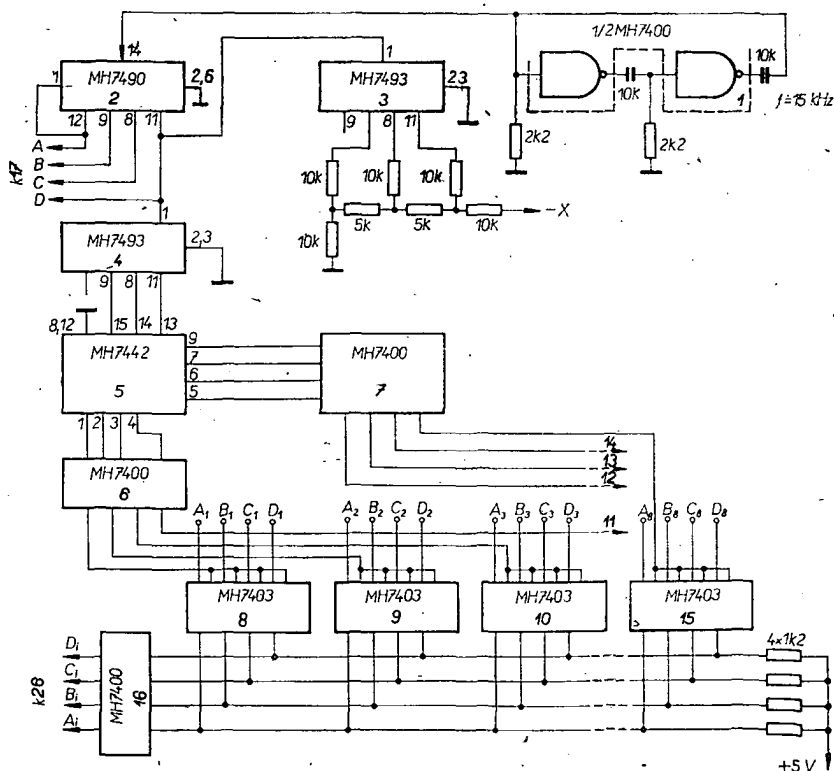 1/2MH7400
14
1
MH7490
2,6
2
12 9 8 11
A
B
C
D
k17
1
MH7493
2,3
3
9 8 11
10k
10k
10k
10k
5k
5k
10k
-X
10k
10k
1
f=15 kHz
2k2
2k2
1
MH7493
2,3
4
9 8 11
8,12
15 14 13
MH7442
5
9
7
6
5
MH7400
7
1 2 3 4
MH7400
6
14
13
12
11
A1 B1 C1 D1
A2 B2 C2 D2
A3 B3 C3 D3
A8 B8 C8 D8
MH7403
8
MH7403
9
MH7403
10
MH7403
15
Di
Ci
Bi
Ai
k28
MH7400
16
4×1k2
+5V